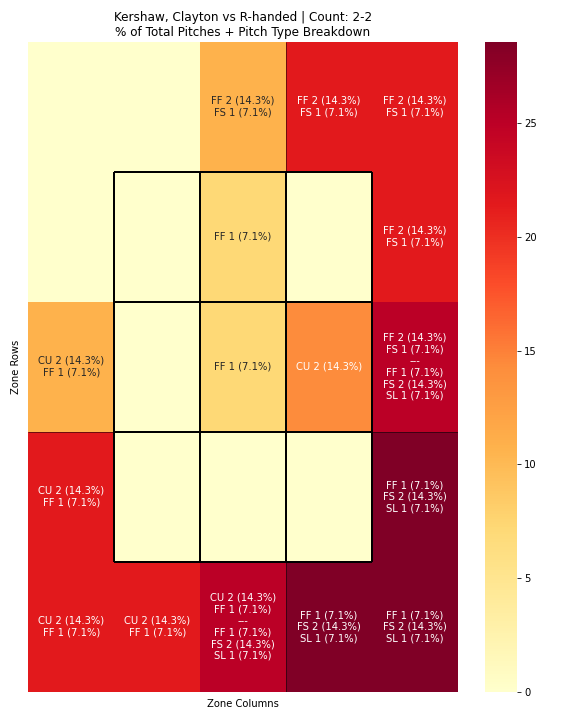 Kershaw, Clayton vs R-handed | Count: 2-2
% of Total Pitches + Pitch Type Breakdown
FF 2 (14.3%)
FS 1 (7.1%)
FF 2 (14.3%)
FS 1 (7.1%)
FF 2 (14.3%)
FS 1 (7.1%)
FF 1 (7.1%)
FF 2 (14.3%)
FS 1 (7.1%)
CU 2 (14.3%)
FF 1 (7.1%)
FF 1 (7.1%)
CU 2 (14.3%)
FF 2 (14.3%)
FS 1 (7.1%)
---
FF 1 (7.1%)
FS 2 (14.3%)
SL 1 (7.1%)
CU 2 (14.3%)
FF 1 (7.1%)
FF 1 (7.1%)
FS 2 (14.3%)
SL 1 (7.1%)
CU 2 (14.3%)
FF 1 (7.1%)
CU 2 (14.3%)
FF 1 (7.1%)
CU 2 (14.3%)
FF 1 (7.1%)
---
FF 1 (7.1%)
FS 2 (14.3%)
SL 1 (7.1%)
FF 1 (7.1%)
FS 2 (14.3%)
SL 1 (7.1%)
FF 1 (7.1%)
FS 2 (14.3%)
SL 1 (7.1%)
Zone Rows
Zone Columns
25
20
15
10
5
0